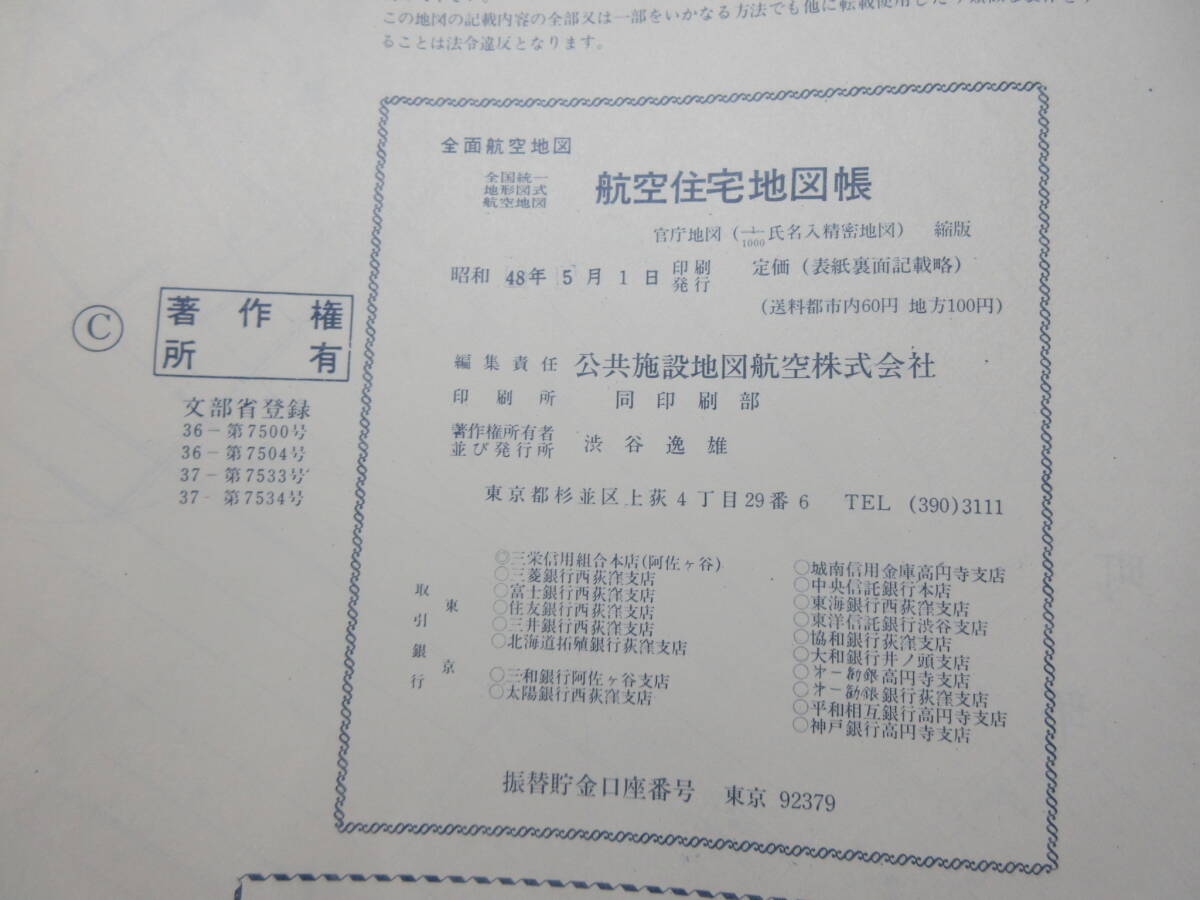 この地図の記載内容の全部又は一部をいかなる方法でも他に転載使用したり
ることは法令違反となります。
全面航空地図
全国統一
地形図式
航空地図
航空住宅地図帳
官庁地図(1/1000氏名入精密地図) 縮版
昭和 48年 5月1日 印刷 発行
定価(表紙裏面記載略)
(送料都市内60円 地方100円)
編集責任 公共施設地図航空株式会社
印刷所 同印刷部
著作権所有者
並び発行所
渋谷逸雄
東京都杉並区上荻4丁目29番6 TEL (390)3111
Ⓒ
著作権
所有
文部省登録
36-第7500号
36-第7504号
37-第7533号
37-第7534号
取引銀行
東京
◎三栄信用組合本店(阿佐ヶ谷)
○三菱銀行西荻窪支店
○富士銀行西荻窪支店
○住友銀行西荻窪支店
○三井銀行西荻窪支店
○北海道拓殖銀行荻窪支店
○三和銀行阿佐ヶ谷支店
○太陽銀行西荻窪支店
○城南信用金庫高円寺支店
○中央信託銀行本店
○東海銀行西荻窪支店
○東洋信託銀行渋谷支店
○協和銀行荻窪支店
○大和銀行井ノ頭支店
○才一勧銀高円寺支店
○才一勧銀銀行荻窪支店
○平和相互銀行高円寺支店
○神戸銀行高円寺支店
振替貯金口座番号 東京 92379